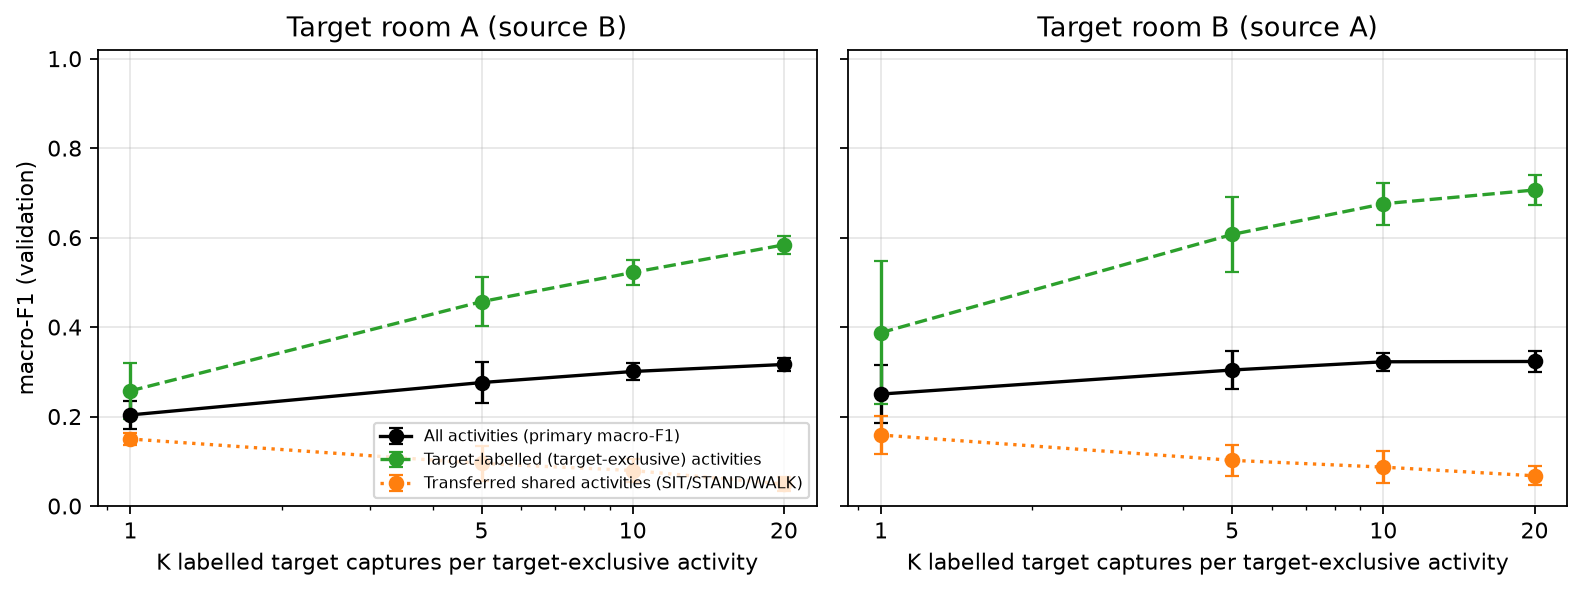 Target room A (source B)
Target room B (source A)
macro-F1 (validation)
1.0
0.8
0.6
0.4
0.2
0.0
All activities (primary macro-F1)
Target-labelled (target-exclusive) activities
Transferred shared activities (SIT/STAND/WALK)
1 5 10 20
1 5 10 20
K labelled target captures per target-exclusive activity
K labelled target captures per target-exclusive activity